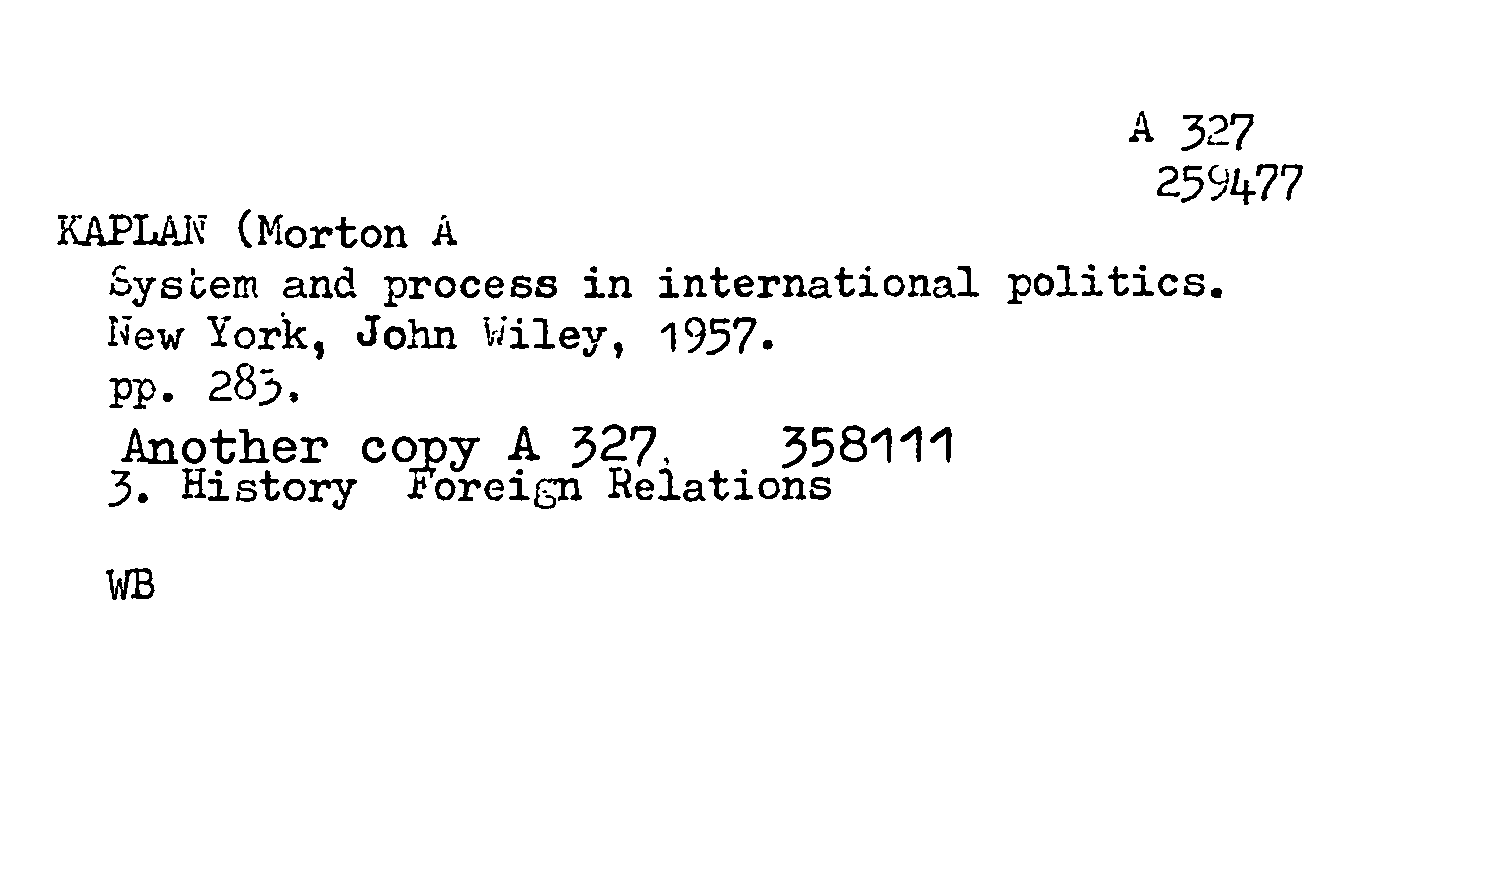 A 327
259477
KAPLAN (Morton A
System and process in international politics.
New York, John Wiley, 1957.
pp. 283.
Another copy A 327. 358111
3. History Foreign Relations
WB